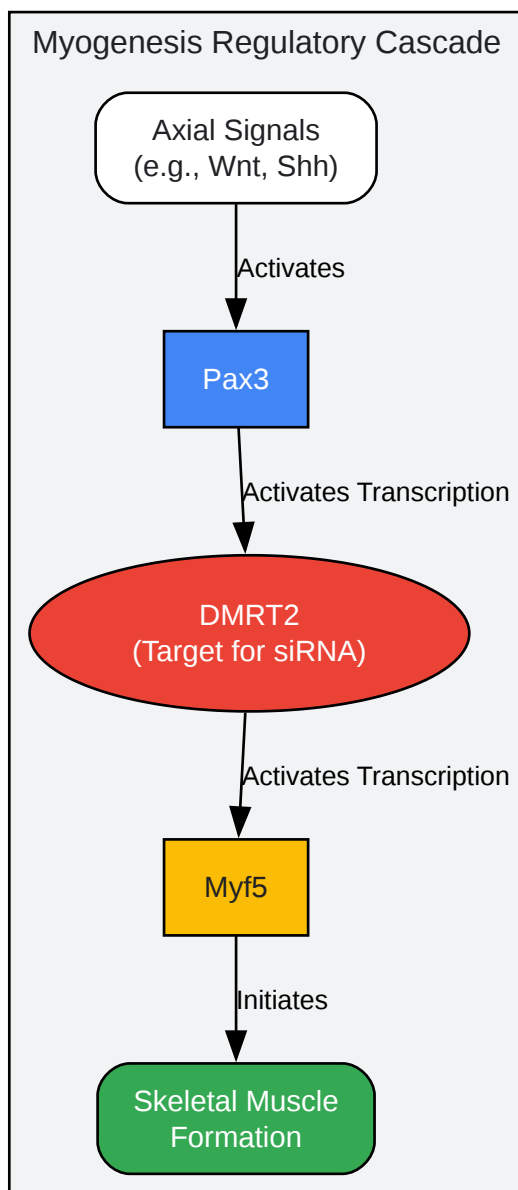 Myogenesis Regulatory Cascade
Axial Signals
(e.g., Wnt, Shh)
Activates
Pax3
Activates Transcription
DMRT2
(Target for siRNA)
Activates Transcription
Myf5
Initiates
Skeletal Muscle
Formation